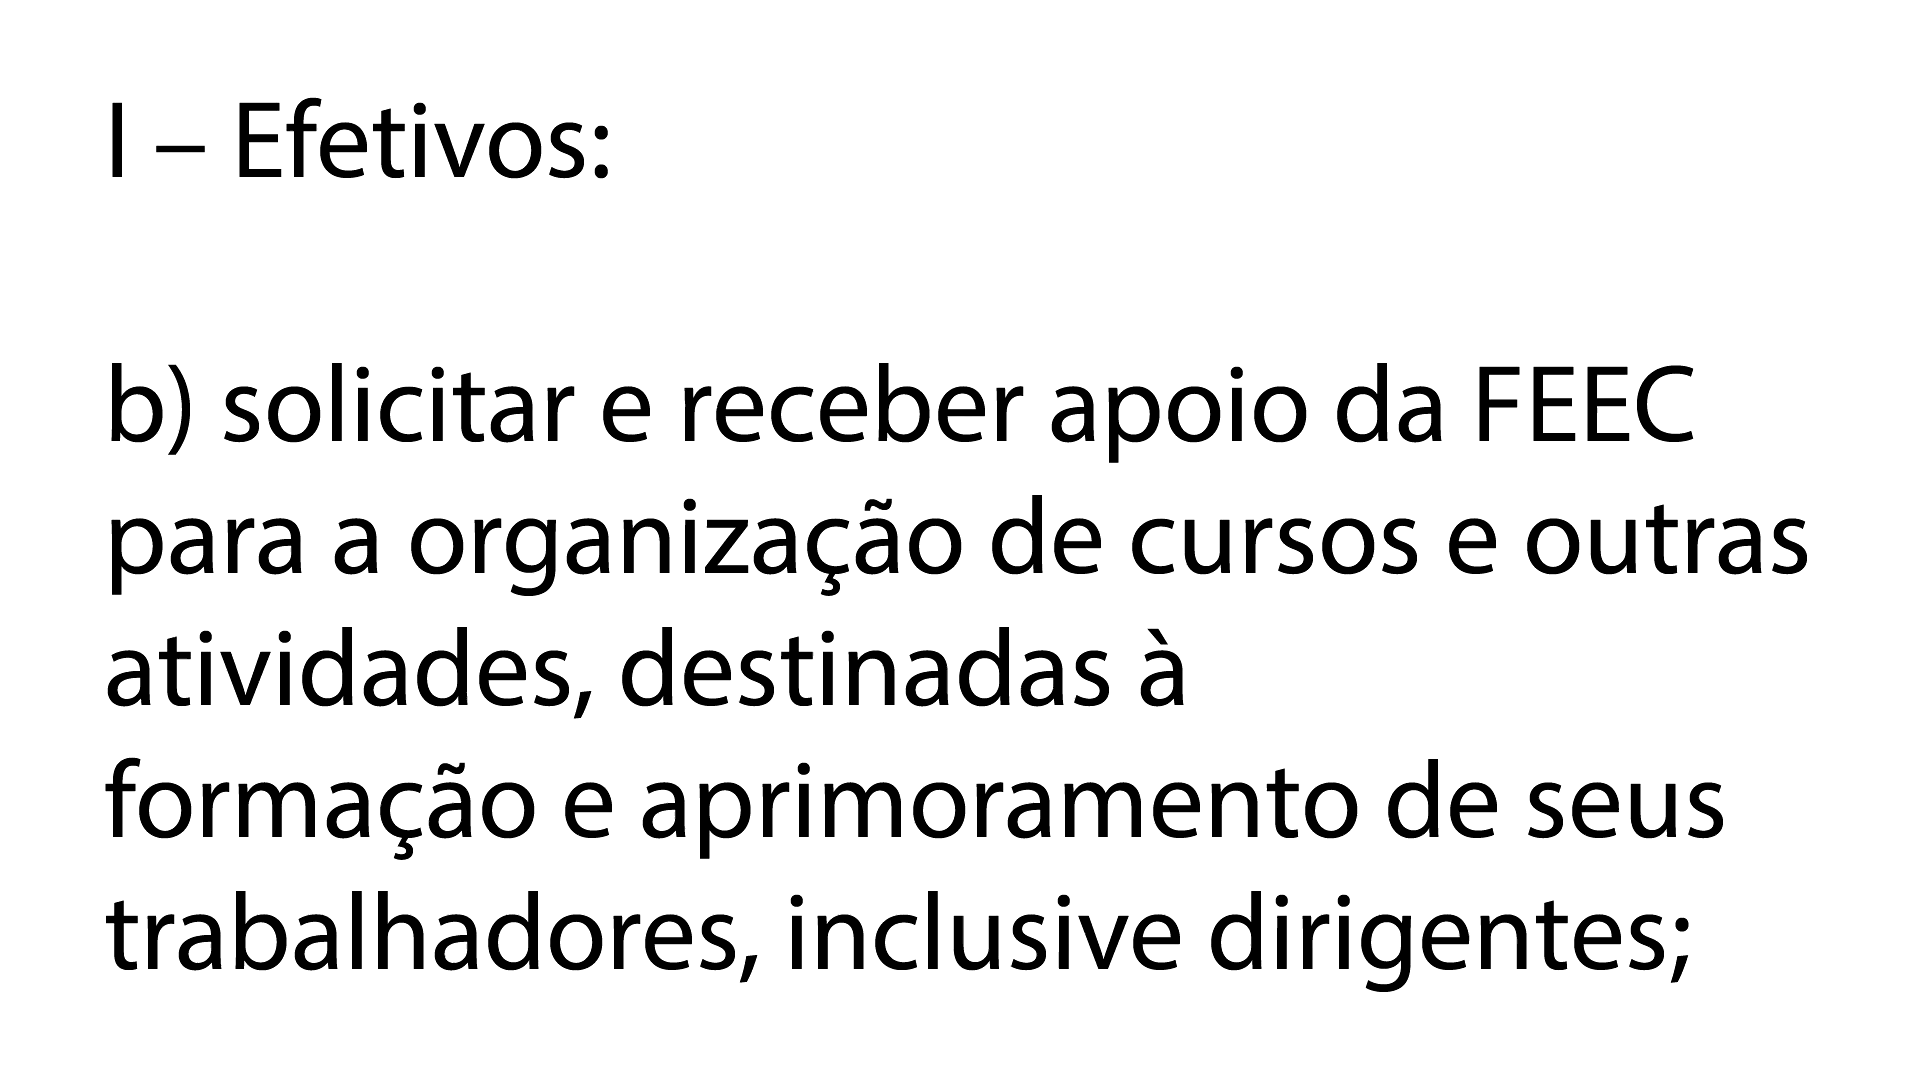 I – Efetivos:
b) solicitar e receber apoio da FEEC
para a organização de cursos e outras
atividades, destinadas à
formação e aprimoramento de seus
trabalhadores, inclusive dirigentes;